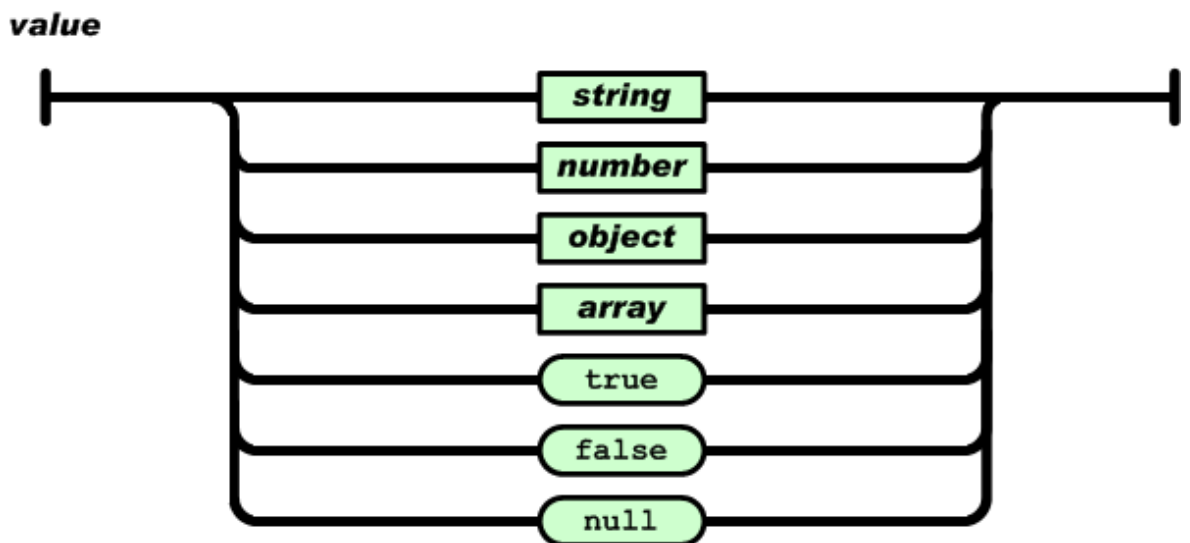 value
string
number
object
array
true
false
null